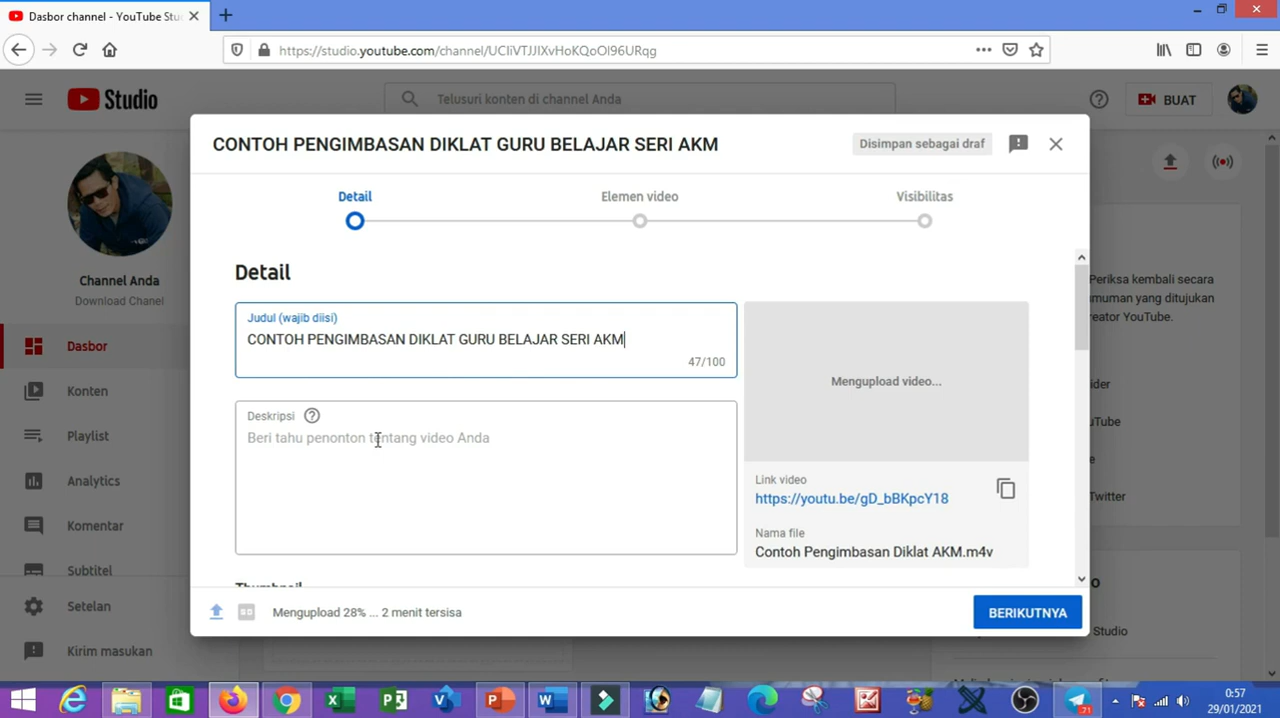 Dasbor channel - YouTube Stu
https://studio.youtube.com/channel/UCIiVTJJIXvHoKQoOl96URqg
Studio
Telusuri konten di channel Anda
BUAT
CONTOH PENGIMBASAN DIKLAT GURU BELAJAR SERI AKM
Disimpan sebagai draf
Detail
Elemen video
Visibilitas
Channel Anda
Download Chanel
Dasbor
Konten
Playlist
Analytics
Komentar
Subtitel
Setelan
Kirim masukan
Detail
Judul (wajib diisi)
CONTOH PENGIMBASAN DIKLAT GURU BELAJAR SERI AKM
47/100
Deskripsi
Beri tahu penonton tentang video Anda
Thumbnail
Mengupload video...
Link video
https://youtu.be/gD_bBKpcY18
Nama file
Contoh Pengimbasan Diklat AKM.m4v
Mengupload 28% ... 2 menit tersisa
BERIKUTNYA
Periksa kembali secara
umuman yang ditujukan
reator YouTube.
ider
uTube
e
Twitter
o
Studio
71
0:57
29/01/2021